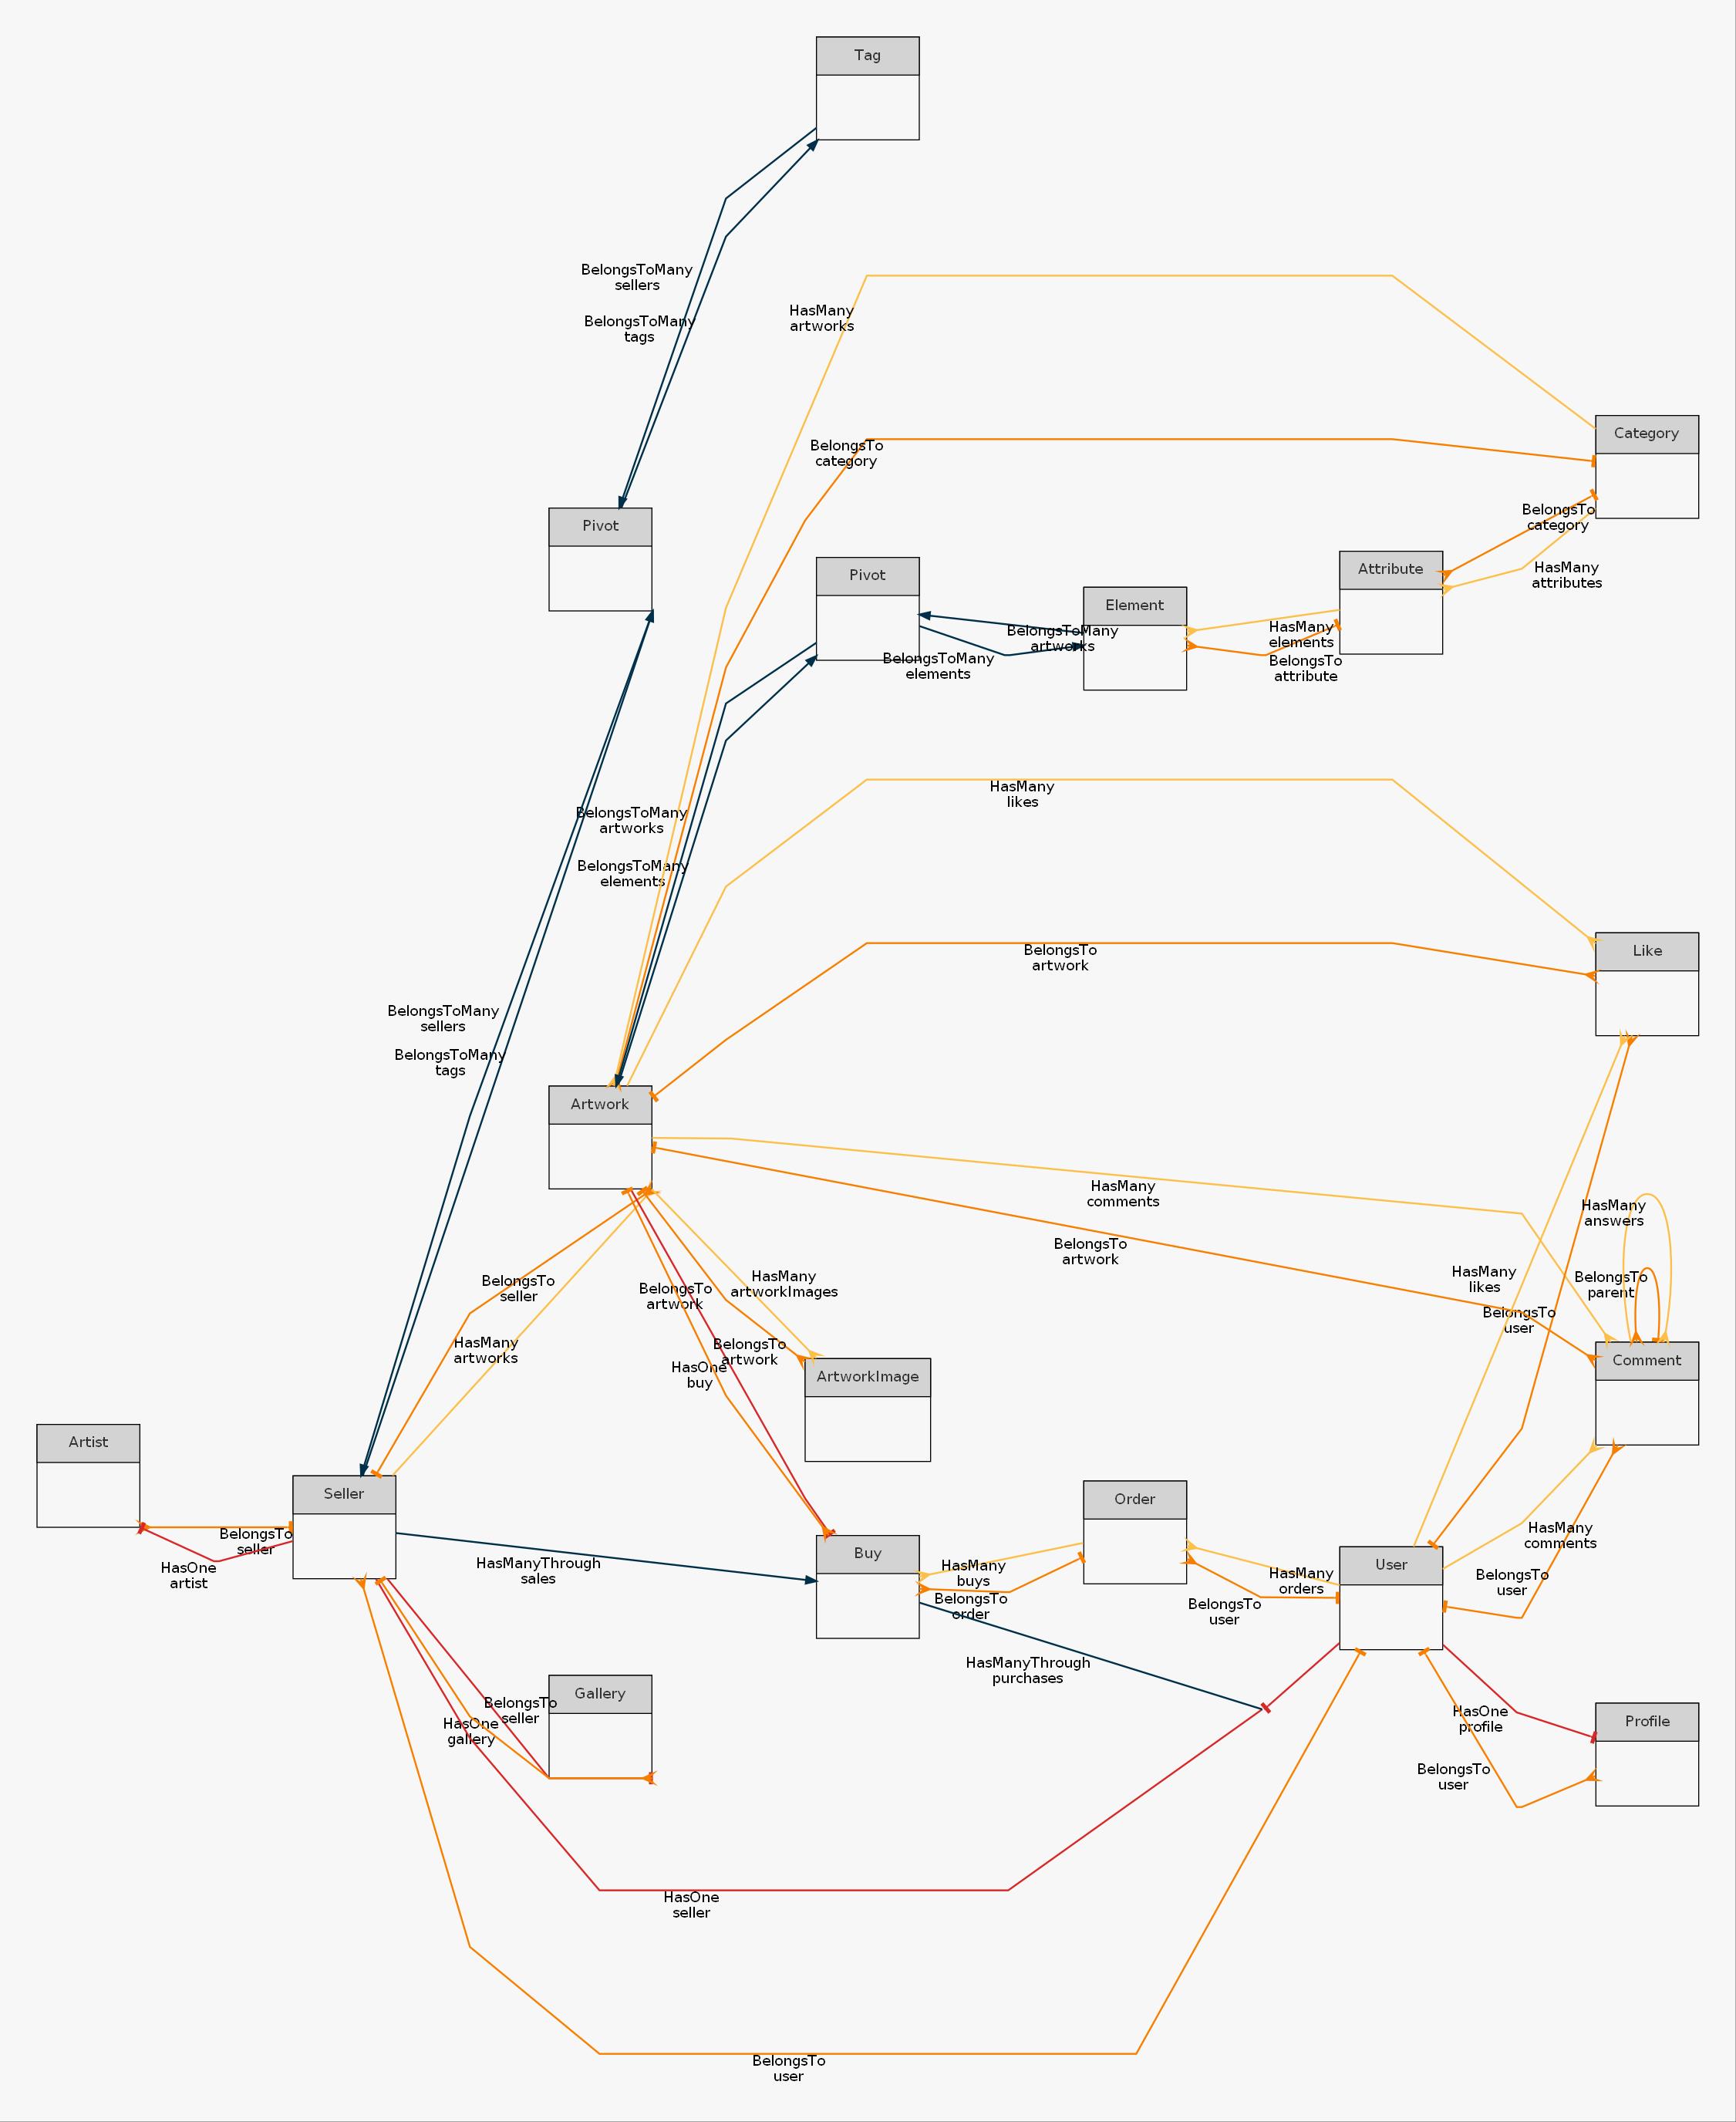 Tag
BelongsToMany
sellers
BelongsToMany
tags
HasMany
artworks
BelongsTo
category
Category
BelongsTo
category
HasMany
attributes
Pivot
Pivot
Attribute
Element
BelongsToMany
artworks
BelongsToMany
elements
HasMany
elements
BelongsTo
attribute
HasMany
likes
BelongsToMany
artworks
BelongsToMany
elements
BelongsTo
artwork
Like
BelongsToMany
sellers
BelongsToMany
tags
Artwork
HasMany
comments
HasMany
answers
BelongsTo
artwork
BelongsTo
seller
HasMany
artworks
BelongsTo
artwork
HasMany
artworkImages
BelongsTo
artwork
HasOne
buy
HasMany
likes
BelongsTo
parent
BelongsTo
user
ArtworkImage
Comment
Artist
Seller
BelongsTo
seller
HasOne
artist
HasManyThrough
sales
Buy
Order
HasMany
buys
BelongsTo
order
HasMany
orders
BelongsTo
user
User
HasMany
comments
BelongsTo
user
HasManyThrough
purchases
Gallery
BelongsTo
seller
HasOne
gallery
HasOne
profile
Profile
BelongsTo
user
HasOne
seller
BelongsTo
user